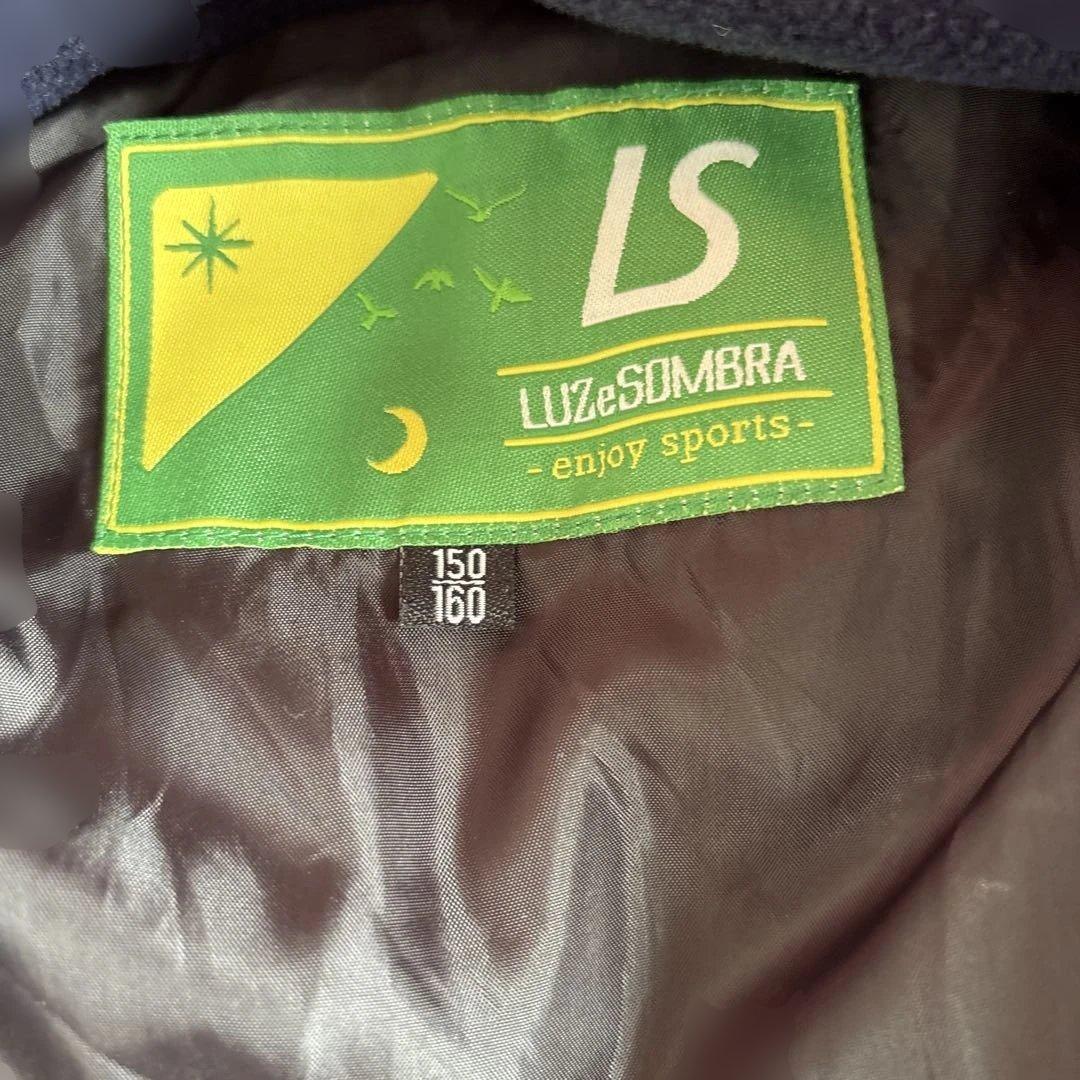 LS
LUZeSOMBRA
- enjoy sports -
150
160